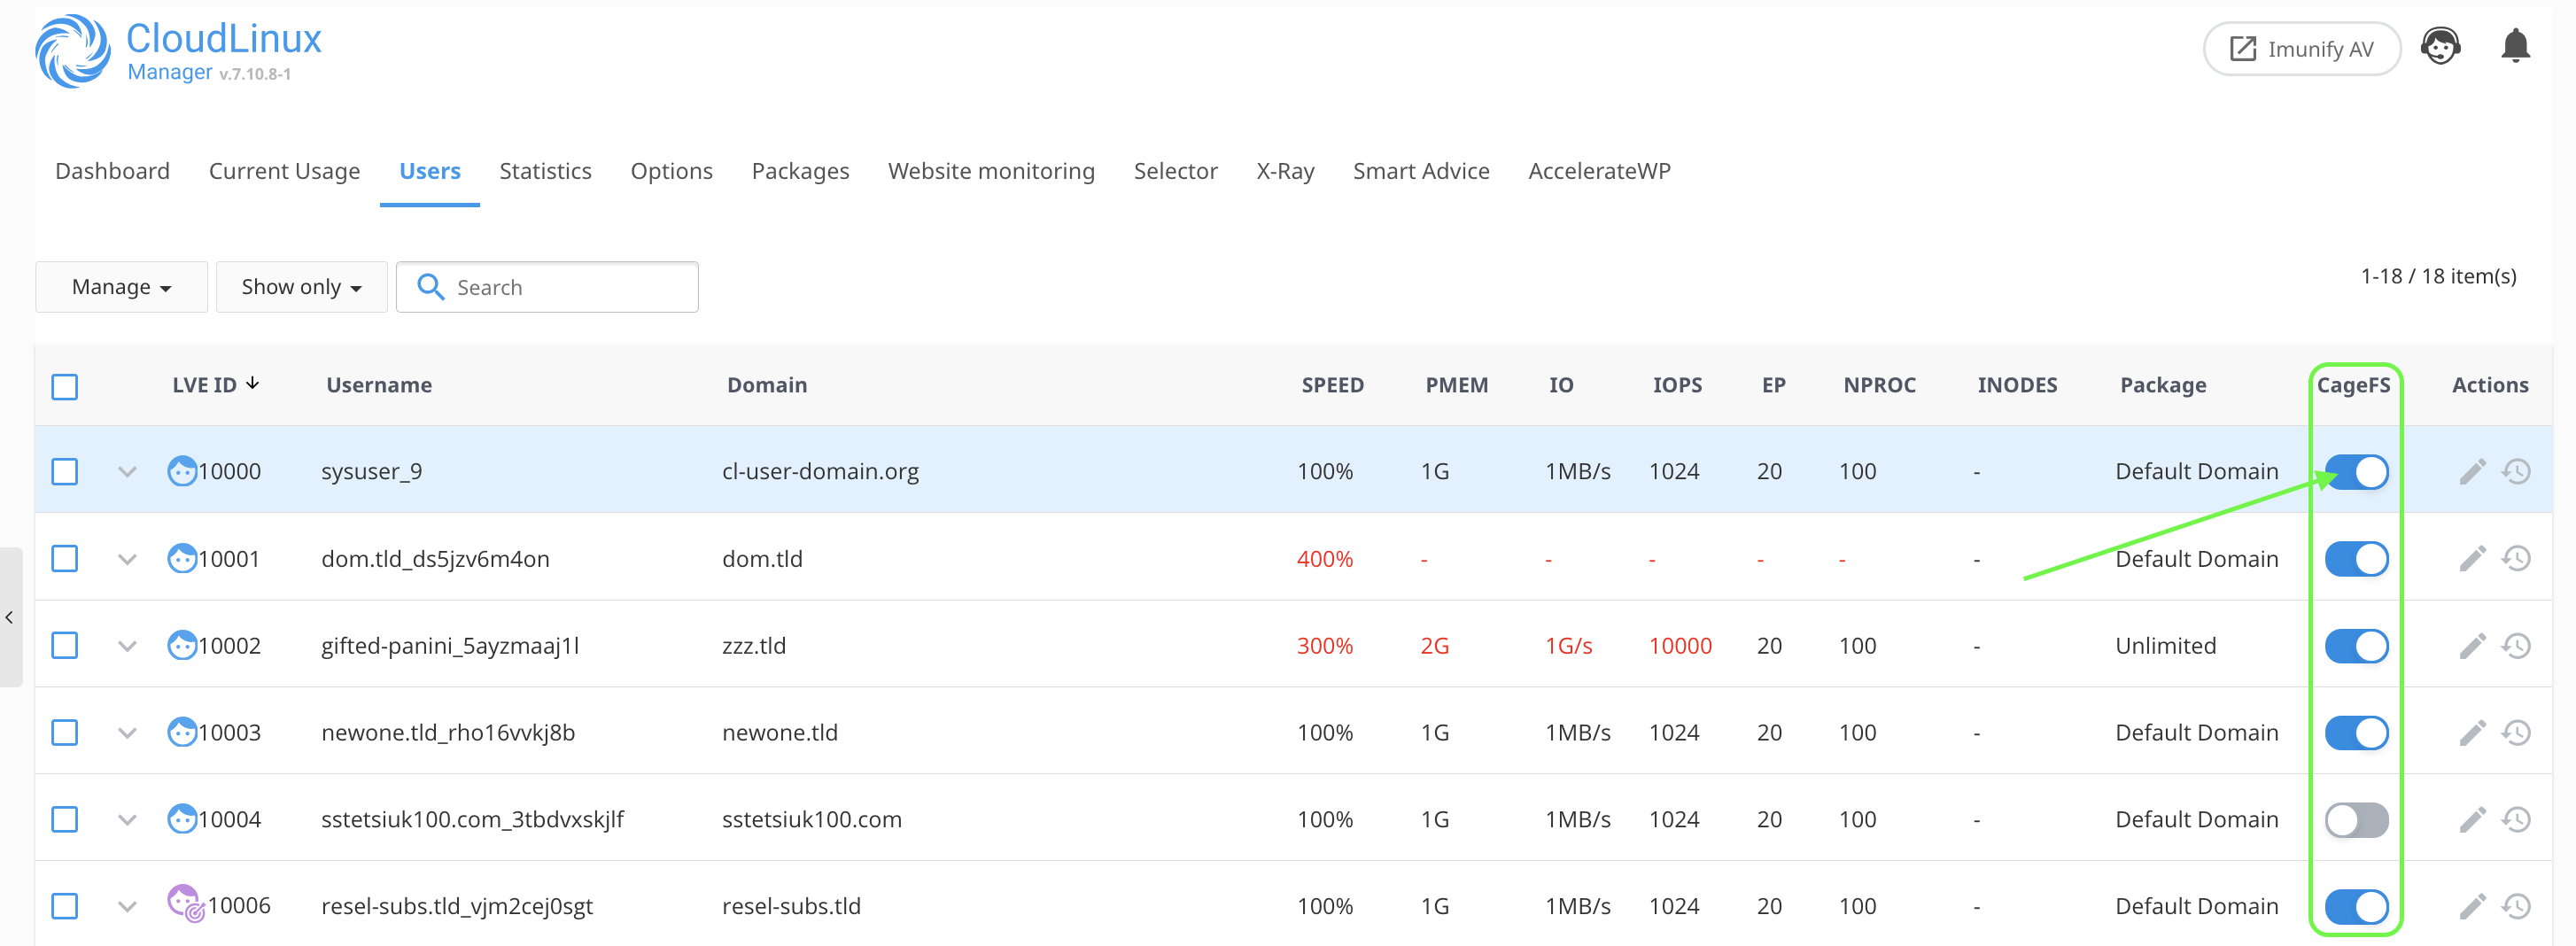 CloudLinux
Manager v.7.10.8-1
Imunify AV
Dashboard Current Usage Users Statistics Options Packages Website monitoring Selector X-Ray Smart Advice AccelerateWP
Manage Show only Search
1-18 / 18 item(s)
LVE ID Username Domain SPEED PMEM IO IOPS EP NPROC INODES Package CageFS Actions
10000 sysuser_9 cl-user-domain.org 100% 1G 1MB/s 1024 20 100 - Default Domain
10001 dom.tld_ds5jzv6m4on dom.tld 400% - - - - - - Default Domain
10002 gifted-panini_5ayzmaaj1l zzz.tld 300% 2G 1G/s 10000 20 100 - Unlimited
10003 newone.tld_rho16vvkj8b newone.tld 100% 1G 1MB/s 1024 20 100 - Default Domain
10004 sstetsiuk100.com_3tbdvxskjlf sstetsiuk100.com 100% 1G 1MB/s 1024 20 100 - Default Domain
10006 resel-subs.tld_vjm2cej0sgt resel-subs.tld 100% 1G 1MB/s 1024 20 100 - Default Domain